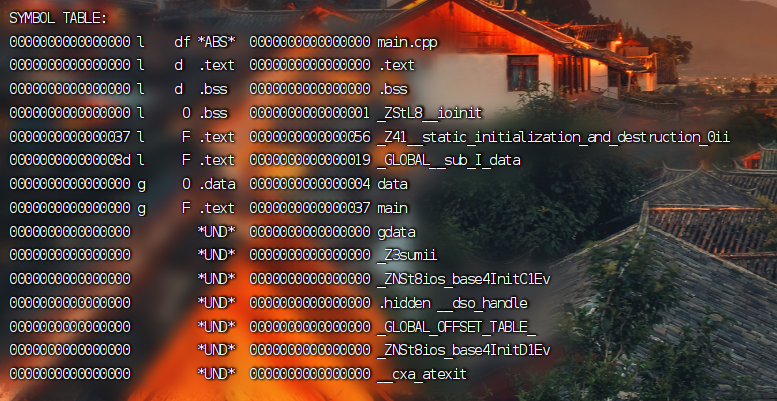 SYMBOL TABLE:
0000000000000000 l    df *ABS*  0000000000000000 main.cpp
0000000000000000 l    d  .text  0000000000000000 .text
0000000000000000 l    d  .bss   0000000000000000 .bss
0000000000000000 l     O .bss   0000000000000001 _ZStL8__ioinit
0000000000000037 l     F .text  0000000000000056 _Z41__static_initialization_and_destruction_0ii
000000000000008d l     F .text  0000000000000019 _GLOBAL__sub_I_data
0000000000000000 g     O .data  0000000000000004 data
0000000000000000 g     F .text  0000000000000037 main
0000000000000000         *UND*  0000000000000000 gdata
0000000000000000         *UND*  0000000000000000 _Z3sumii
0000000000000000         *UND*  0000000000000000 _ZNSt8ios_base4InitC1Ev
0000000000000000         *UND*  0000000000000000 .hidden __dso_handle
0000000000000000         *UND*  0000000000000000 _GLOBAL_OFFSET_TABLE_
0000000000000000         *UND*  0000000000000000 _ZNSt8ios_base4InitD1Ev
0000000000000000         *UND*  0000000000000000 __cxa_atexit